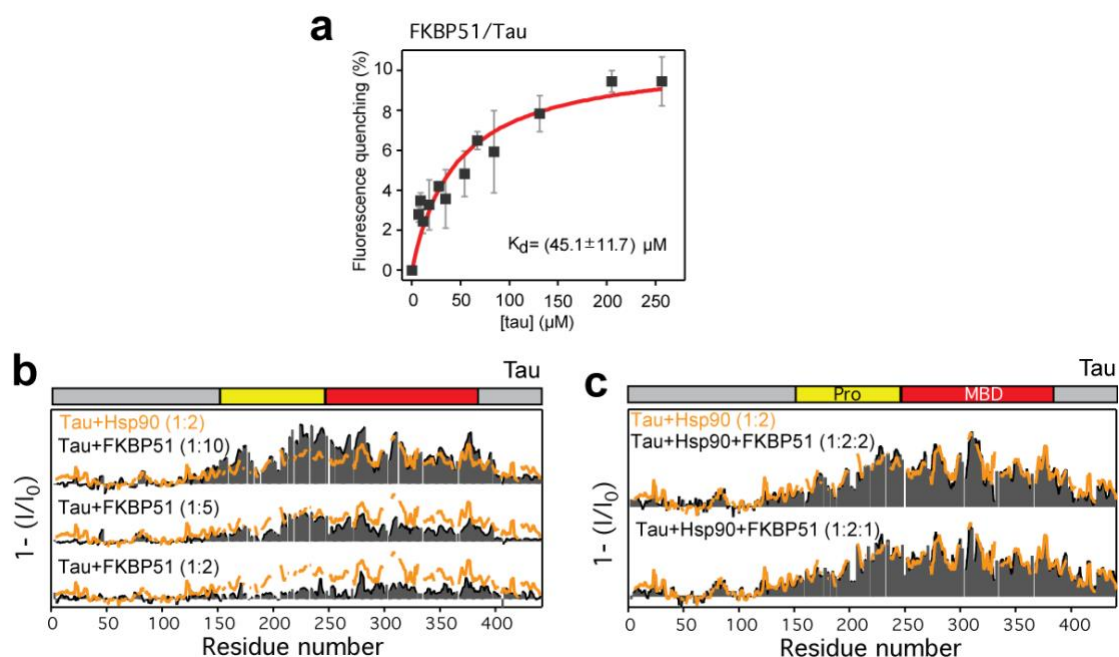 a
FKBP51/Tau
Fluorescence quenching (%)
10
8
6
4
2
0
Kd= (45.1±11.7) µM
0 50 100 150 200 250
[tau] (µM)
b
Tau
Tau+Hsp90 (1:2)
Tau+FKBP51 (1:10)
Tau+FKBP51 (1:5)
Tau+FKBP51 (1:2)
1- (I/I0)
0 50 100 150 200 250 300 350 400
Residue number
c
Tau
Pro MBD
Tau+Hsp90 (1:2)
Tau+Hsp90+FKBP51 (1:2:2)
Tau+Hsp90+FKBP51 (1:2:1)
1- (I/I0)
0 50 100 150 200 250 300 350 400
Residue number